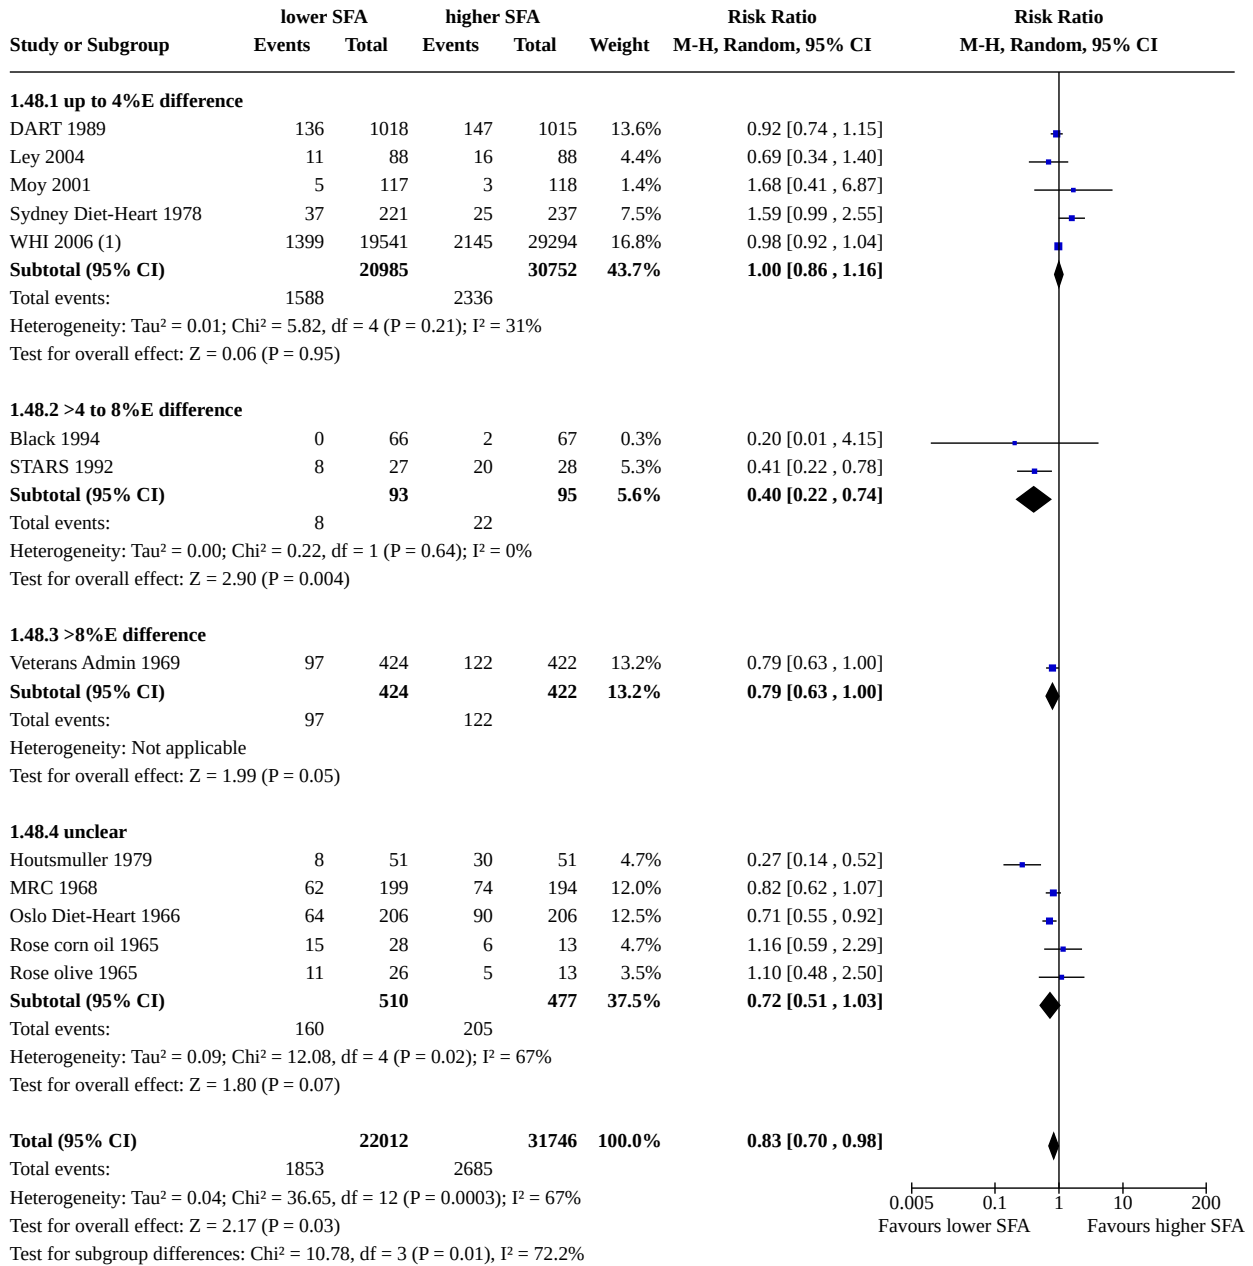 lower SFA higher SFA Risk Ratio Risk Ratio
Study or Subgroup Events Total Events Total Weight M-H, Random, 95% CI M-H, Random, 95% CI
1.48.1 up to 4%E difference
DART 1989 136 1018 147 1015 13.6% 0.92 [0.74 , 1.15]
Ley 2004 11 88 16 88 4.4% 0.69 [0.34 , 1.40]
Moy 2001 5 117 3 118 1.4% 1.68 [0.41 , 6.87]
Sydney Diet-Heart 1978 37 221 25 237 7.5% 1.59 [0.99 , 2.55]
WHI 2006 (1) 1399 19541 2145 29294 16.8% 0.98 [0.92 , 1.04]
Subtotal (95% CI) 20985 30752 43.7% 1.00 [0.86 , 1.16]
Total events: 1588 2336
Heterogeneity: Tau² = 0.01; Chi² = 5.82, df = 4 (P = 0.21); I² = 31%
Test for overall effect: Z = 0.06 (P = 0.95)
1.48.2 >4 to 8%E difference
Black 1994 0 66 2 67 0.3% 0.20 [0.01 , 4.15]
STARS 1992 8 27 20 28 5.3% 0.41 [0.22 , 0.78]
Subtotal (95% CI) 93 95 5.6% 0.40 [0.22 , 0.74]
Total events: 8 22
Heterogeneity: Tau² = 0.00; Chi² = 0.22, df = 1 (P = 0.64); I² = 0%
Test for overall effect: Z = 2.90 (P = 0.004)
1.48.3 >8%E difference
Veterans Admin 1969 97 424 122 422 13.2% 0.79 [0.63 , 1.00]
Subtotal (95% CI) 424 422 13.2% 0.79 [0.63 , 1.00]
Total events: 97 122
Heterogeneity: Not applicable
Test for overall effect: Z = 1.99 (P = 0.05)
1.48.4 unclear
Houtsmuller 1979 8 51 30 51 4.7% 0.27 [0.14 , 0.52]
MRC 1968 62 199 74 194 12.0% 0.82 [0.62 , 1.07]
Oslo Diet-Heart 1966 64 206 90 206 12.5% 0.71 [0.55 , 0.92]
Rose corn oil 1965 15 28 6 13 4.7% 1.16 [0.59 , 2.29]
Rose olive 1965 11 26 5 13 3.5% 1.10 [0.48 , 2.50]
Subtotal (95% CI) 510 477 37.5% 0.72 [0.51 , 1.03]
Total events: 160 205
Heterogeneity: Tau² = 0.09; Chi² = 12.08, df = 4 (P = 0.02); I² = 67%
Test for overall effect: Z = 1.80 (P = 0.07)
Total (95% CI) 22012 31746 100.0% 0.83 [0.70 , 0.98]
Total events: 1853 2685
Heterogeneity: Tau² = 0.04; Chi² = 36.65, df = 12 (P = 0.0003); I² = 67% 0.005 0.1 1 10 200
Test for overall effect: Z = 2.17 (P = 0.03) Favours lower SFA Favours higher SFA
Test for subgroup differences: Chi² = 10.78, df = 3 (P = 0.01), I² = 72.2%